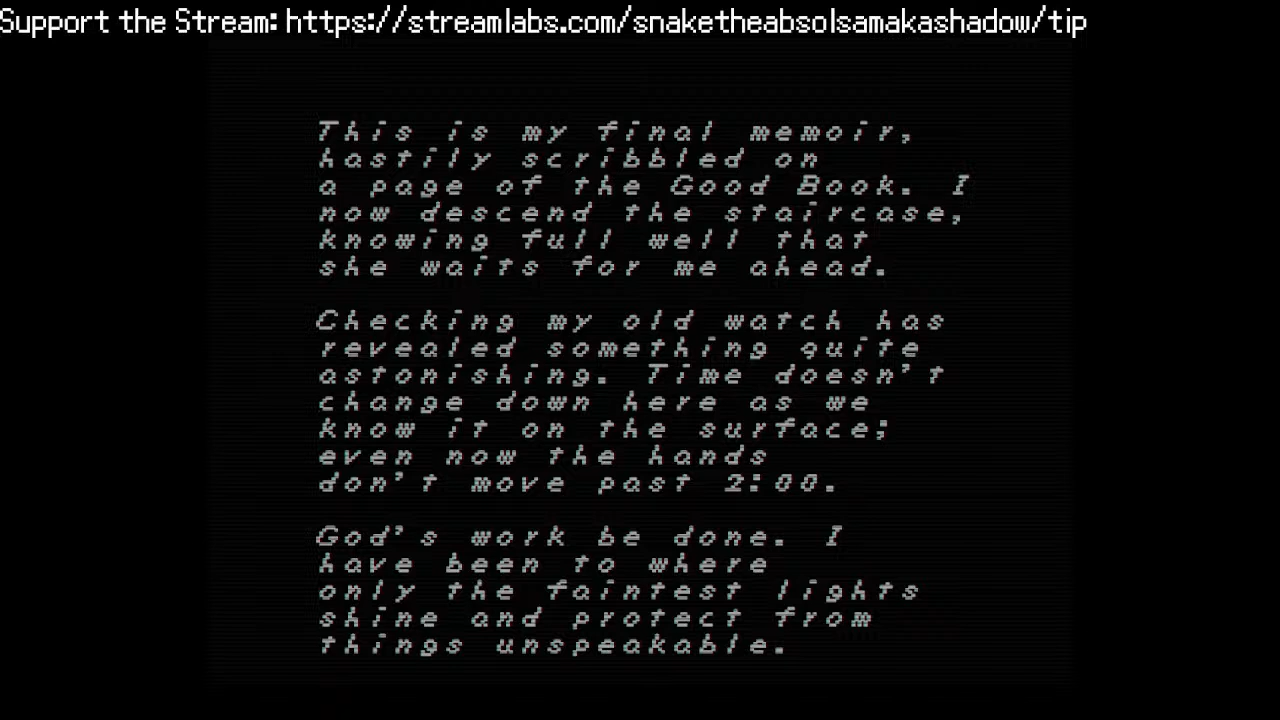 Support the Stream: https://streamlabs.com/snaketheabsolsamakashadow/tip
This is my final memoir,
hastily scribbled on
a page of the Good Book. I
now descend the staircase,
knowing full well that
she waits for me ahead.
Checking my old watch has
revealed something quite
astonishing. Time doesn't
change down here as we
know it on the surface;
even now the hands
don't move past 2:00.
God's work be done. I
have been to where
only the faintest lights
shine and protect from
things unspeakable.